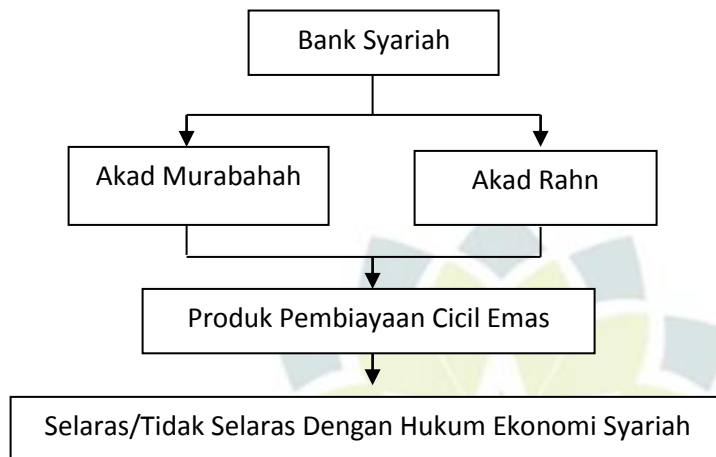 Bank Syariah
Akad Murabahah
Akad Rahn
Produk Pembiayaan Cicil Emas
Selaras/Tidak Selaras Dengan Hukum Ekonomi Syariah